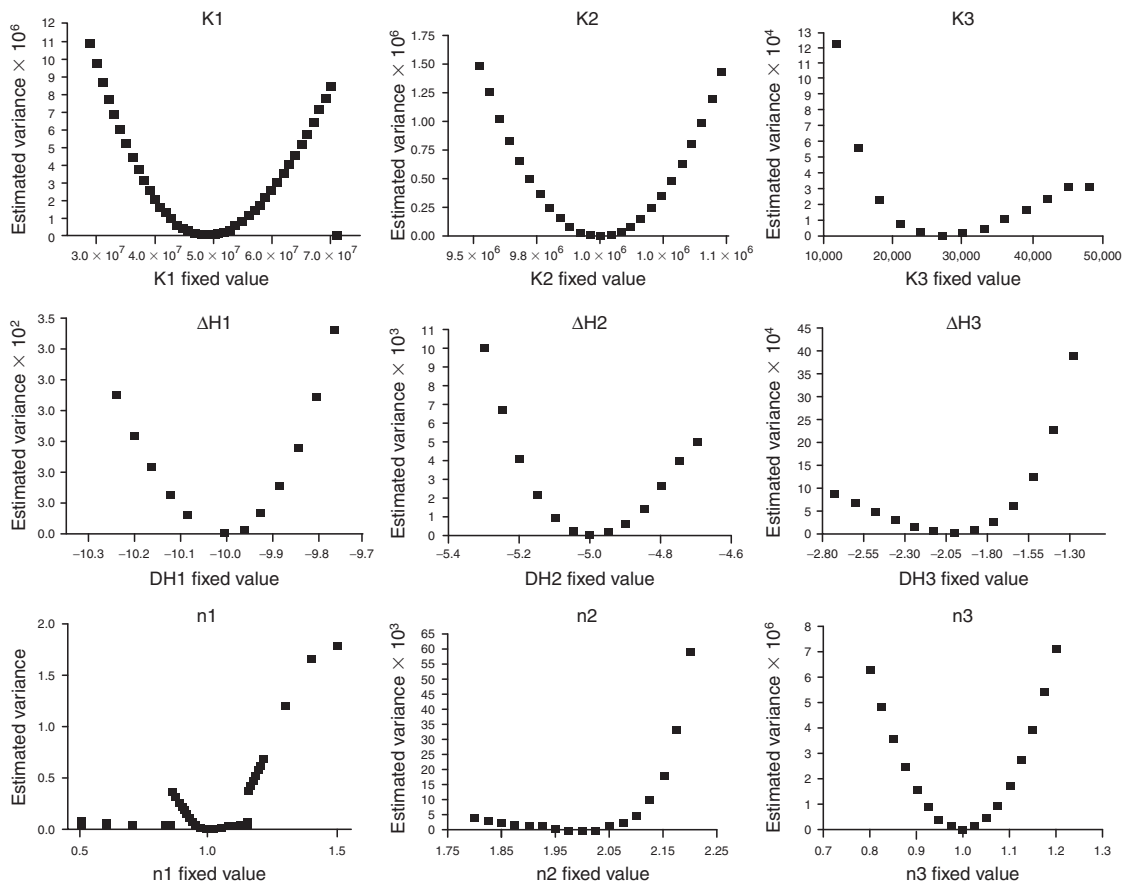 K1
Estimated variance × 10⁶
12
11
10
9
8
7
6
5
4
3
2
1
0
3.0 × 10⁷ 4.0 × 10⁷ 5.0 × 10⁷ 6.0 × 10⁷ 7.0 × 10⁷
K1 fixed value
K2
Estimated variance × 10⁶
1.75
1.50
1.25
1.00
0.75
0.50
0.25
0.00
9.5 × 10⁶ 9.8 × 10⁶ 1.0 × 10⁶ 1.0 × 10⁶ 1.1 × 10⁶
K2 fixed value
K3
Estimated variance × 10⁴
13
12
11
10
9
8
7
6
5
4
3
2
1
0
10,000 20,000 30,000 40,000 50,000
K3 fixed value
ΔH1
Estimated variance × 10²
3.5
3.0
3.0
3.0
3.0
3.0
3.0
0.0
−10.3 −10.2 −10.1 −10.0 −9.9 −9.8 −9.7
DH1 fixed value
ΔH2
Estimated variance × 10³
11
10
9
8
7
6
5
4
3
2
1
0
−5.4 −5.2 −5.0 −4.8 −4.6
DH2 fixed value
ΔH3
Estimated variance × 10⁴
45
40
35
30
25
20
15
10
5
0
−2.80 −2.55 −2.30 −2.05 −1.80 −1.55 −1.30
DH3 fixed value
n1
Estimated variance
2.0
1.5
1.0
0.5
0.0
0.5 1.0 1.5
n1 fixed value
n2
Estimated variance × 10³
65
60
55
50
45
35
30
25
20
15
10
5
0
1.75 1.85 1.95 2.05 2.15 2.25
n2 fixed value
n3
Estimated variance × 10⁶
8
7
6
5
4
3
2
1
0
0.7 0.8 0.9 1.0 1.1 1.2 1.3
n3 fixed value